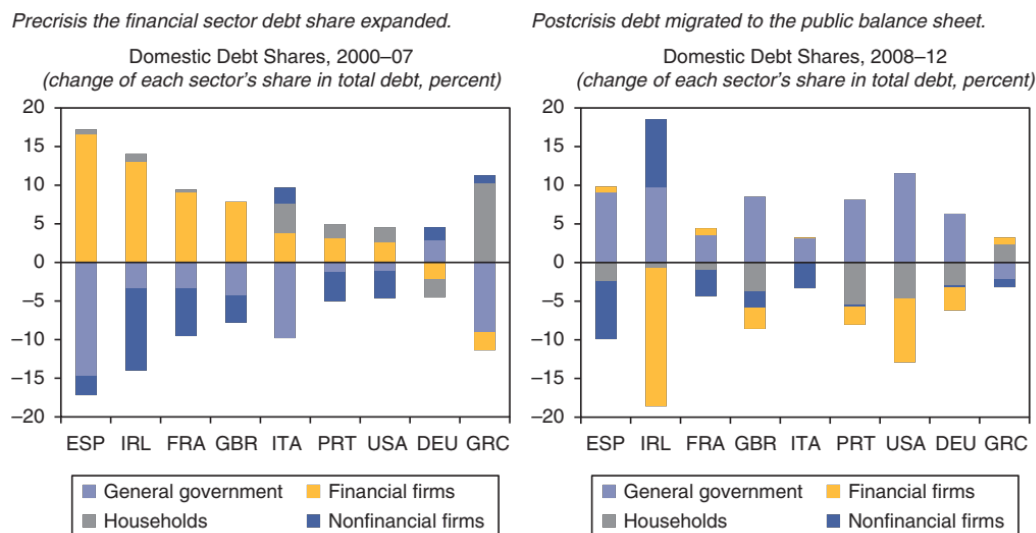 Precrisis the financial sector debt share expanded.
Domestic Debt Shares, 2000–07
(change of each sector's share in total debt, percent)
20
15
10
5
0
–5
–10
–15
–20
ESP IRL FRA GBR ITA PRT USA DEU GRC
General government Financial firms
Households Nonfinancial firms
Postcrisis debt migrated to the public balance sheet.
Domestic Debt Shares, 2008–12
(change of each sector's share in total debt, percent)
20
15
10
5
0
–5
–10
–15
–20
ESP IRL FRA GBR ITA PRT USA DEU GRC
General government Financial firms
Households Nonfinancial firms